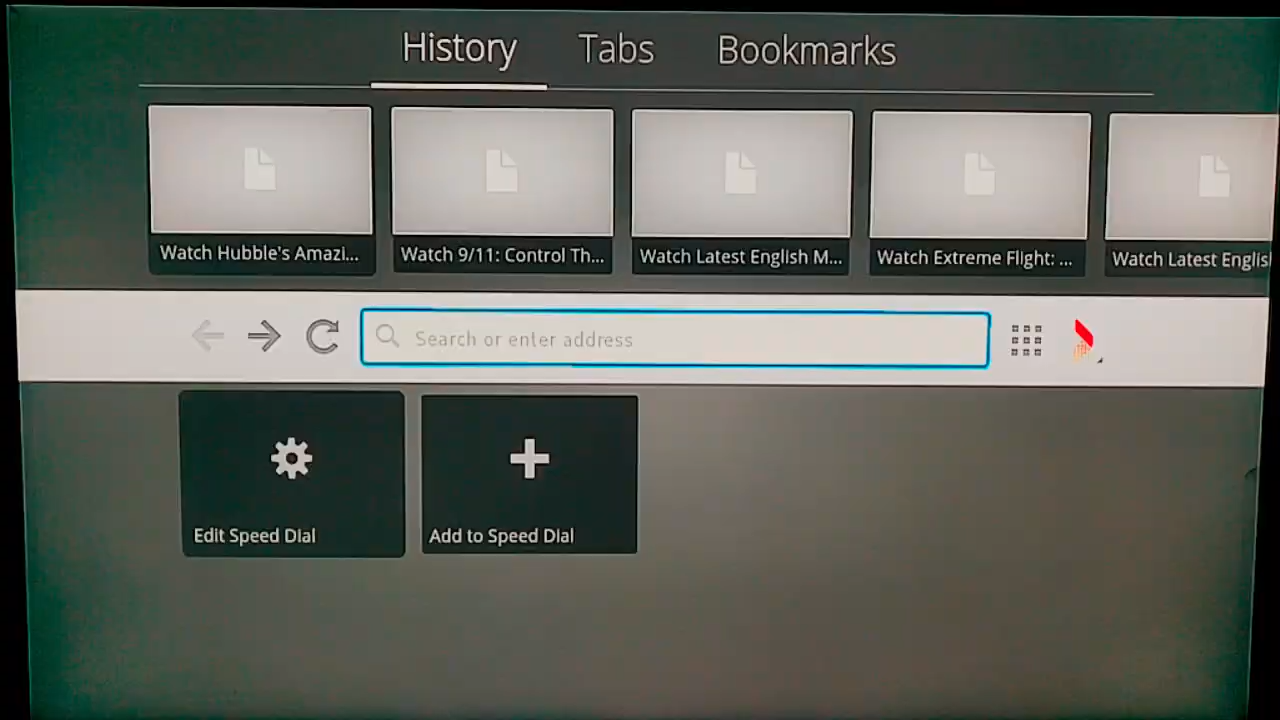 History Tabs Bookmarks
Watch Hubble's Amazi... Watch 9/11: Control Th... Watch Latest English M... Watch Extreme Flight: ... Watch Latest Englis
Search or enter address
Edit Speed Dial Add to Speed Dial